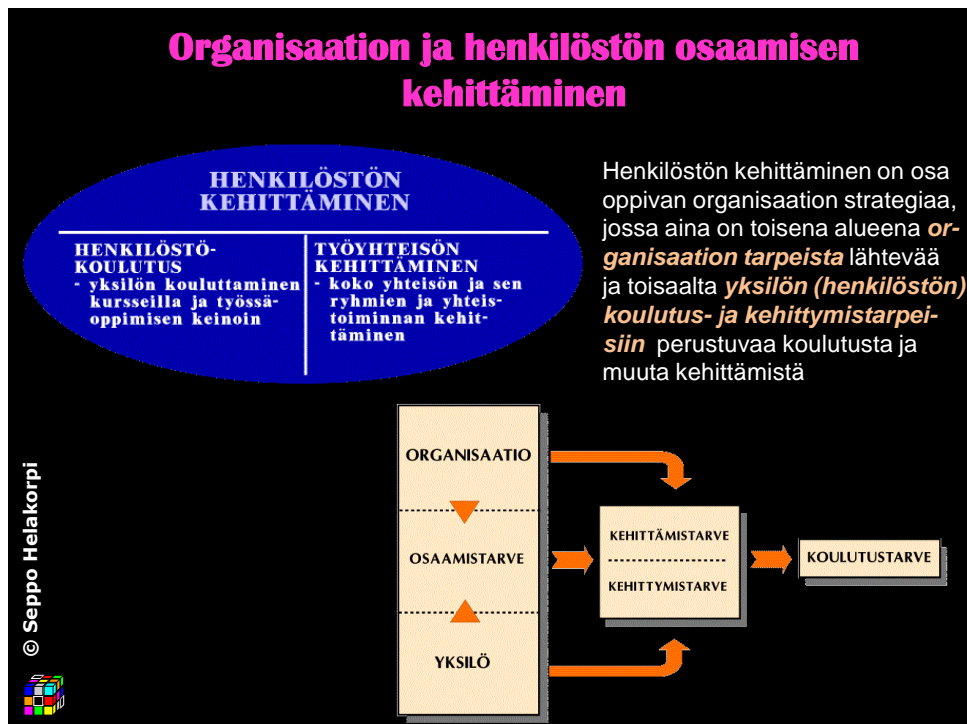 Organisaation ja henkilöstön osaamisen
kehittäminen
HENKILÖSTÖN
KEHITTÄMINEN
HENKILÖSTÖ-
KOULUTUS
- yksilön kouluttaminen
kursseilla ja työssä-
oppimisen keinoin
TYÖYHTEISÖN
KEHITTÄMINEN
- koko yhteisön ja sen
ryhmien ja yhteis-
toiminnan kehit-
täminen
Henkilöstön kehittäminen on osa
oppivan organisaation strategiaa,
jossa aina on toisena alueena or-
ganisaation tarpeista lähtevää
ja toisaalta yksilön (henkilöstön)
koulutus- ja kehittymistarpei-
siin perustuvaa koulutusta ja
muuta kehittämistä
ORGANISAATIO
OSAAMISTARVE
YKSILÖ
KEHITTÄMISTARVE
KEHITTYMISTARVE
KOULUTUSTARVE
© Seppo Helakorpi